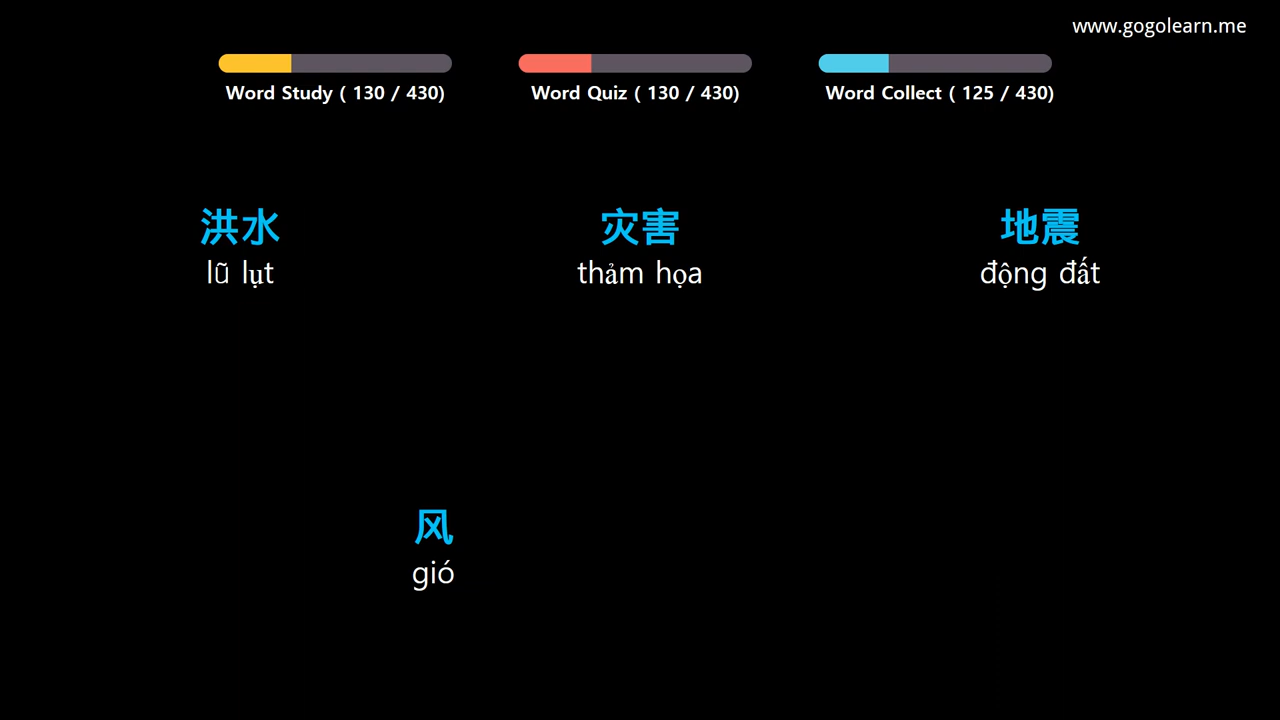 www.gogolearn.me
Word Study ( 130 / 430)
Word Quiz ( 130 / 430)
Word Collect ( 125 / 430)
洪水
lũ lụt
灾害
thảm họa
地震
động đất
风
gió